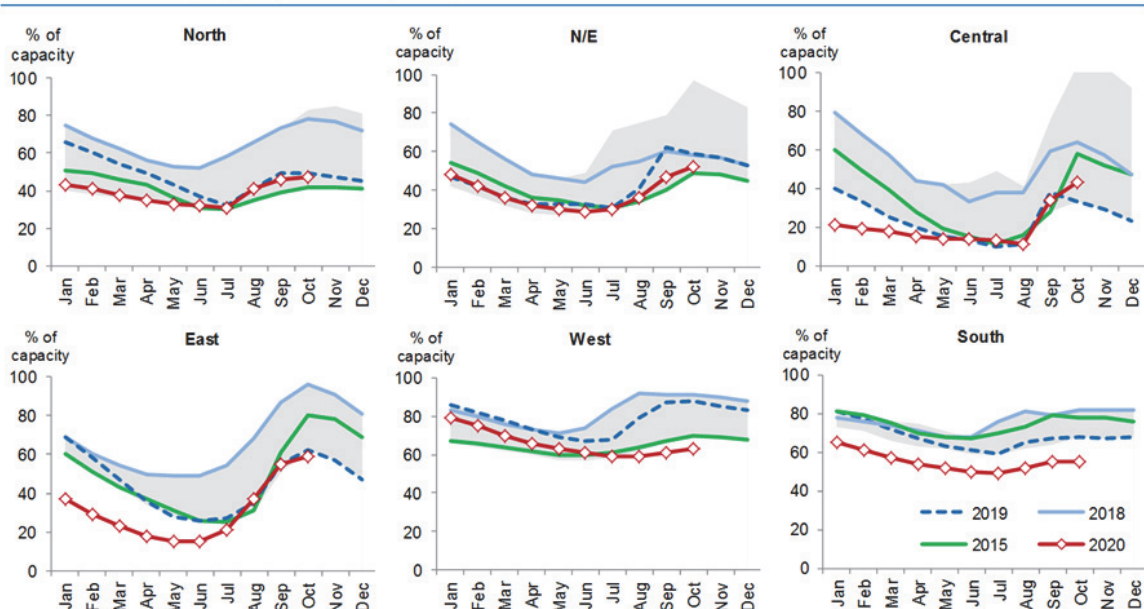 % of
capacity
North
100
80
60
40
20
0
Jan
Feb
Mar
Apr
May
Jun
Jul
Aug
Sep
Oct
Nov
Dec
% of
capacity
N/E
100
80
60
40
20
0
Jan
Feb
Mar
Apr
May
Jun
Jul
Aug
Sep
Oct
Nov
Dec
% of
capacity
Central
100
80
60
40
20
0
Jan
Feb
Mar
Apr
May
Jun
Jul
Aug
Sep
Oct
Nov
Dec
% of
capacity
East
100
80
60
40
20
0
Jan
Feb
Mar
Apr
May
Jun
Jul
Aug
Sep
Oct
Nov
Dec
% of
capacity
West
100
80
60
40
20
0
Jan
Feb
Mar
Apr
May
Jun
Jul
Aug
Sep
Oct
Nov
Dec
% of
capacity
South
100
80
60
40
20
0
2019 2018
2015 2020
Jan
Feb
Mar
Apr
May
Jun
Jul
Aug
Sep
Oct
Nov
Dec